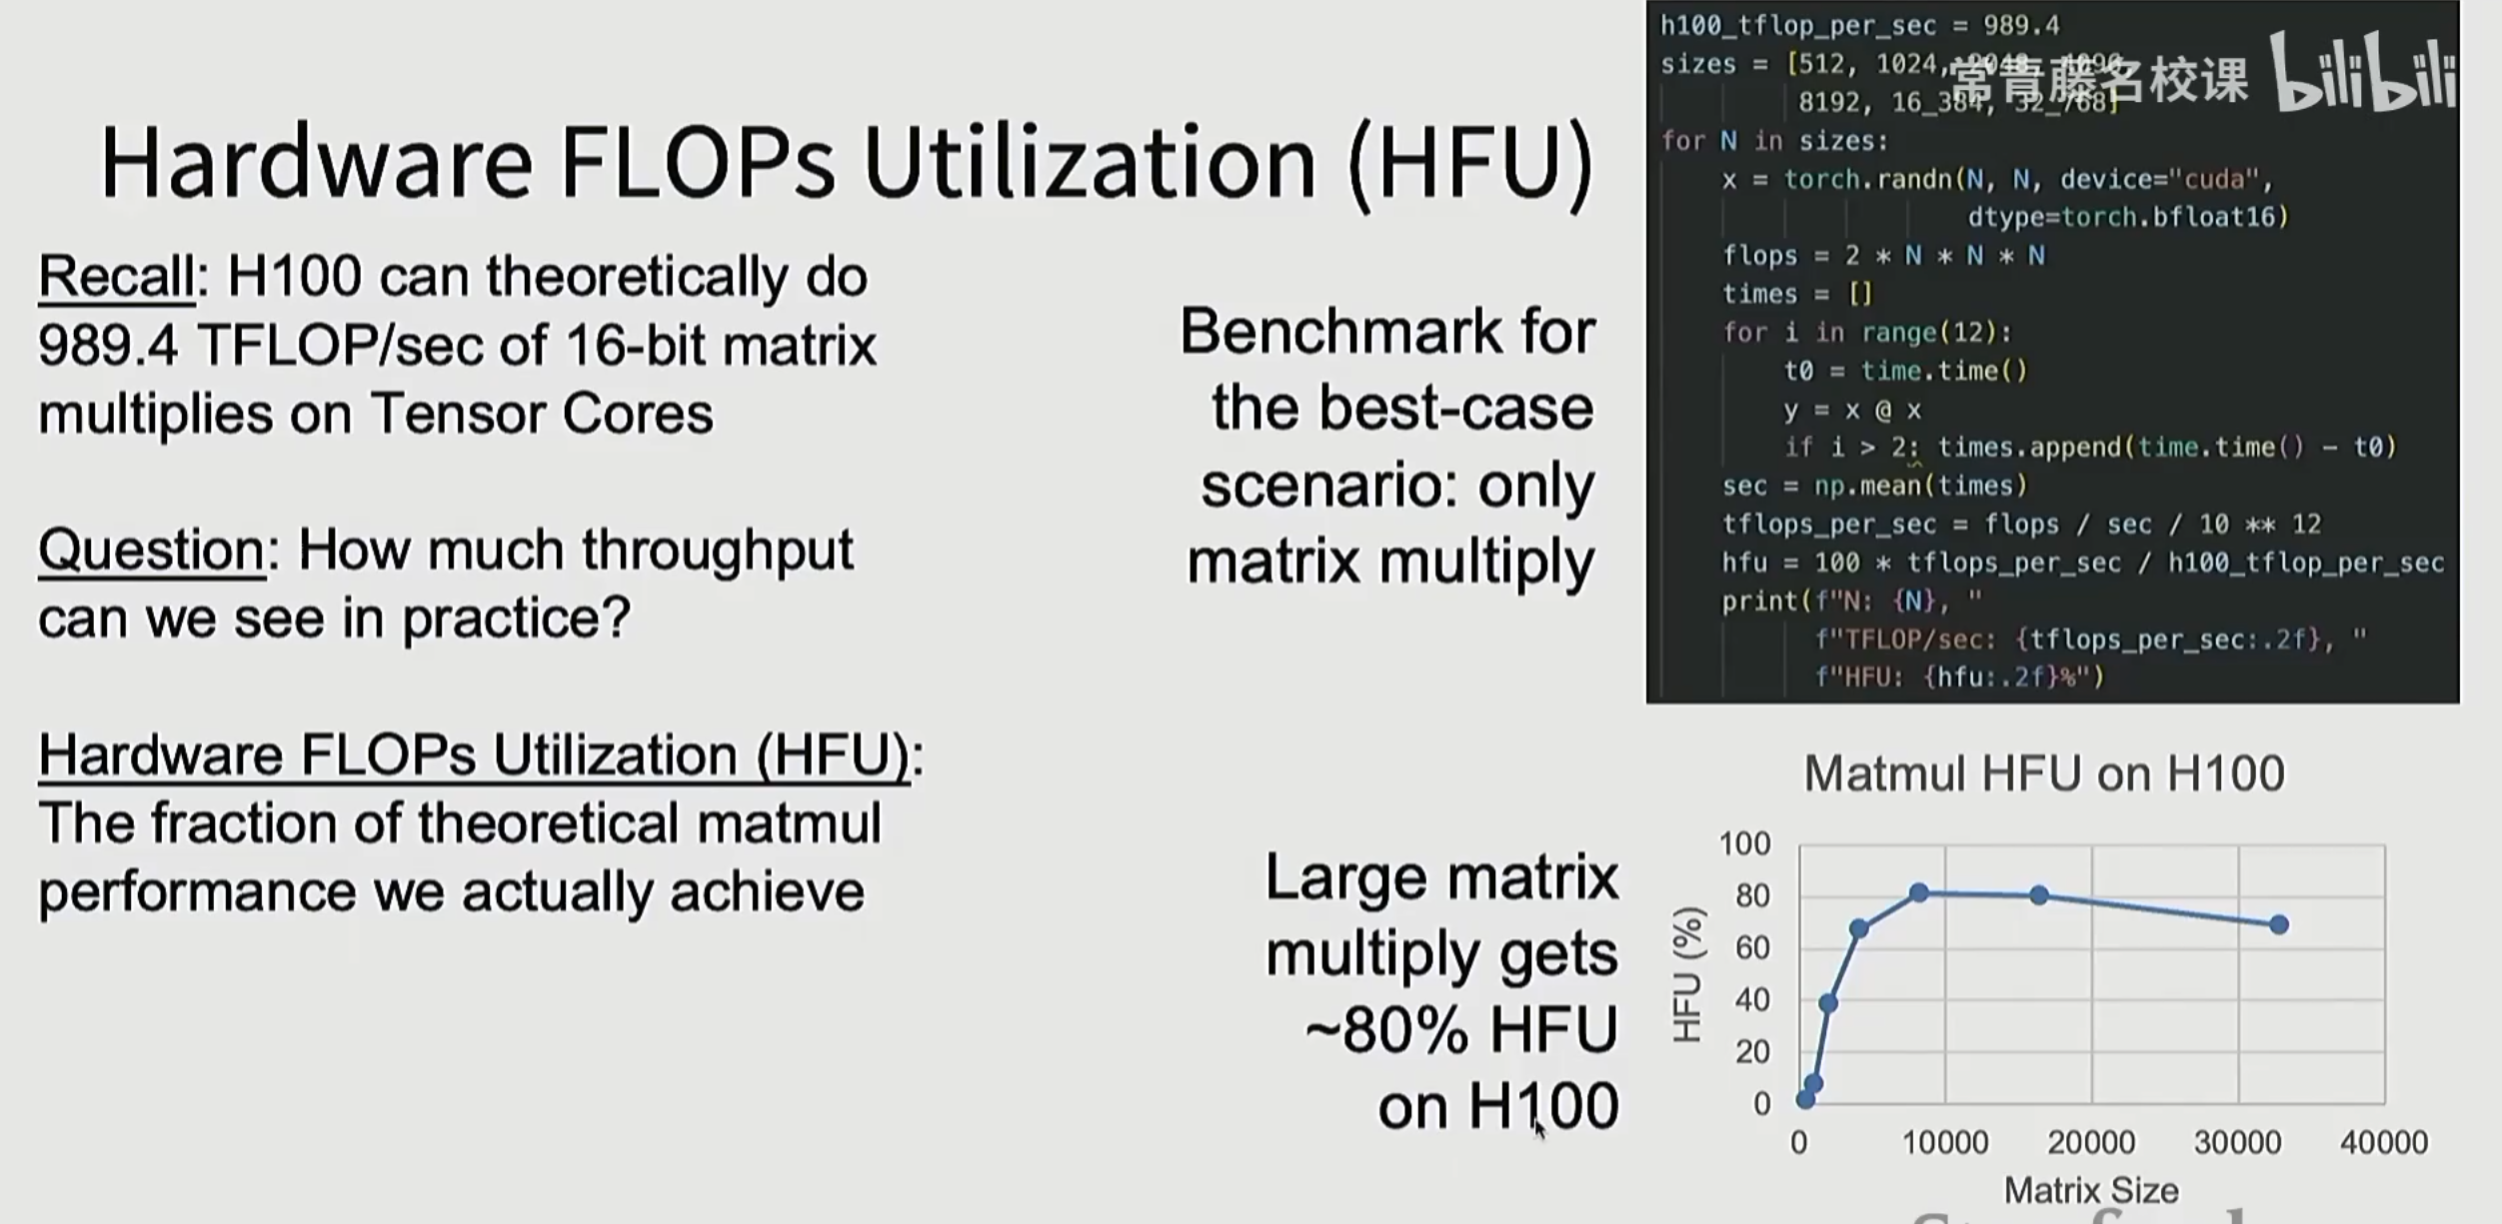 Hardware FLOPs Utilization (HFU)
Recall: H100 can theoretically do
989.4 TFLOP/sec of 16-bit matrix
multiplies on Tensor Cores
Question: How much throughput
can we see in practice?
Hardware FLOPs Utilization (HFU):
The fraction of theoretical matmul
performance we actually achieve
Benchmark for
the best-case
scenario: only
matrix multiply
Large matrix
multiply gets
~80% HFU
on H100
h100_tflop_per_sec = 989.4
sizes = [512, 1024, 2048, 4096,
8192, 16_384, 32_768]
常青藤名校课 bilibili
for N in sizes:
x = torch.randn(N, N, device="cuda",
dtype=torch.bfloat16)
flops = 2 * N * N * N
times = []
for i in range(12):
t0 = time.time()
y = x @ x
if i > 2: times.append(time.time() - t0)
sec = np.mean(times)
tflops_per_sec = flops / sec / 10 ** 12
hfu = 100 * tflops_per_sec / h100_tflop_per_sec
print(f"N: {N}, "
f"TFLOP/sec: {tflops_per_sec:.2f}, "
f"HFU: {hfu:.2f}%")
Matmul HFU on H100
HFU (%)
100
80
60
40
20
0
0 10000 20000 30000 40000
Matrix Size